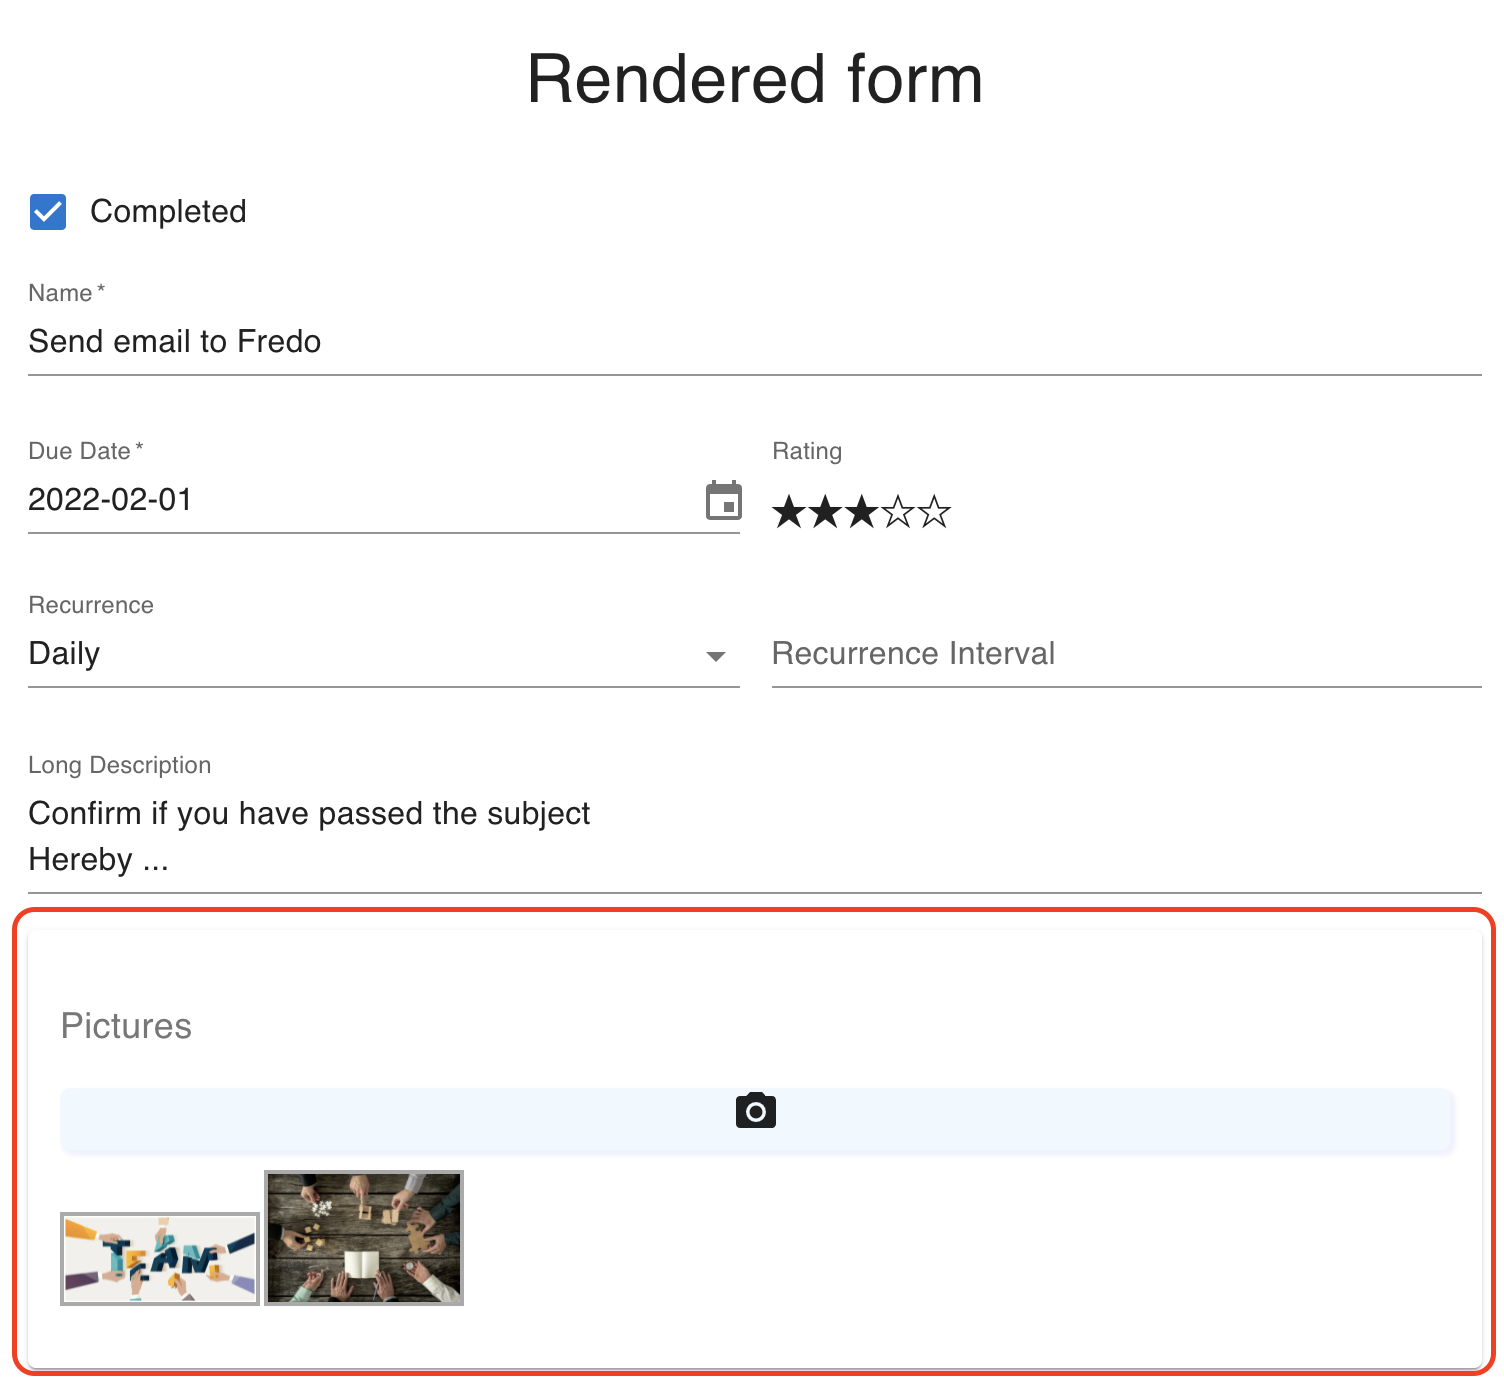 Rendered form
Completed
Name *
Send email to Fredo
Due Date *
2022-02-01
Rating
★★★☆☆
Recurrence
Daily
Recurrence Interval
Long Description
Confirm if you have passed the subject
Hereby ...
Pictures
TEAM